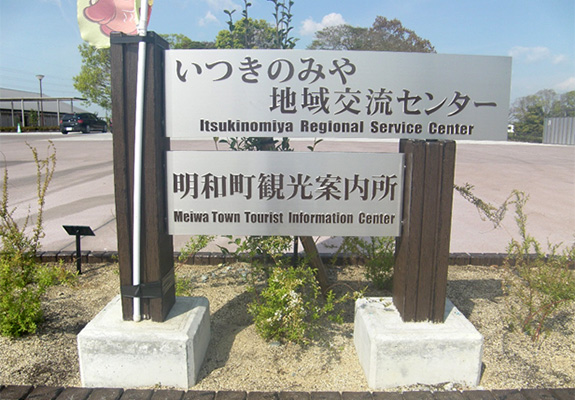 いつきのみや
地域交流センター
Itsukinomiya Regional Service Center
明和町観光案内所
Meiwa Town Tourist Information Center